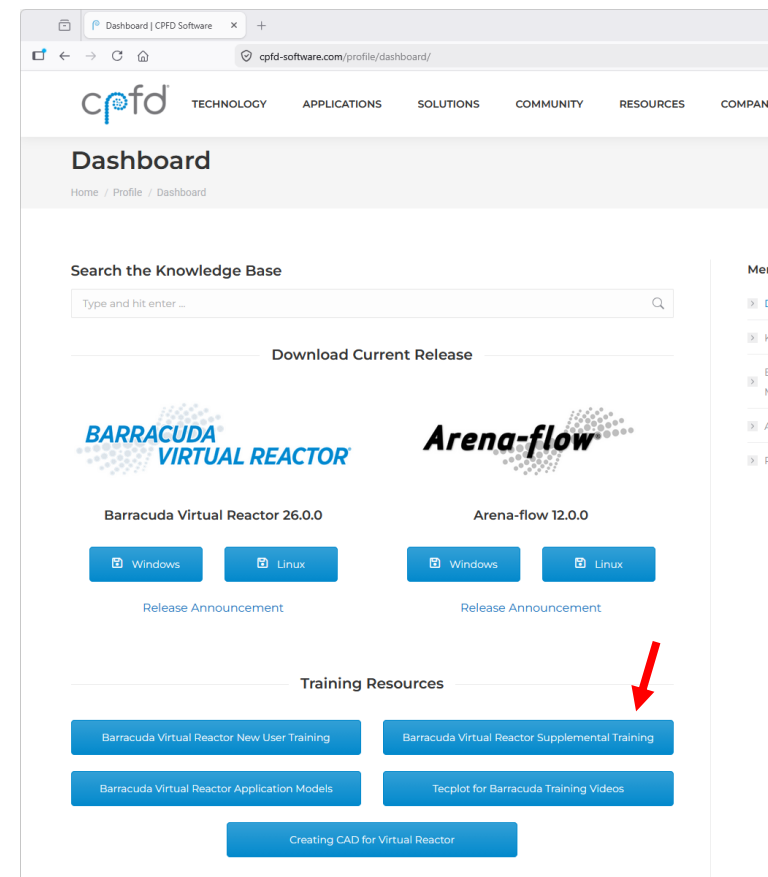 Dashboard | CPFD Software
cpfd-software.com/profile/dashboard/
cpfd
TECHNOLOGY APPLICATIONS SOLUTIONS COMMUNITY RESOURCES COMPAN
Dashboard
Home / Profile / Dashboard
Search the Knowledge Base
Type and hit enter ...
Download Current Release
BARRACUDA
VIRTUAL REACTOR
Arena-flow
Barracuda Virtual Reactor 26.0.0
Arena-flow 12.0.0
Windows Linux Windows Linux
Release Announcement Release Announcement
Training Resources
Barracuda Virtual Reactor New User Training Barracuda Virtual Reactor Supplemental Training
Barracuda Virtual Reactor Application Models Tecplot for Barracuda Training Videos
Creating CAD for Virtual Reactor